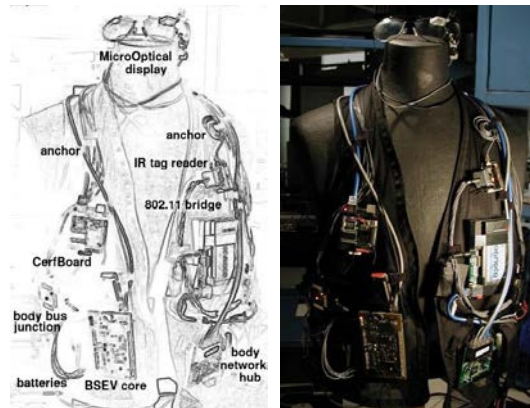 MicroOptical
display
anchor
anchor
IR tag reader
802.11 bridge
CerfBoard
body bus
junction
body
network
hub
batteries
BSEV core